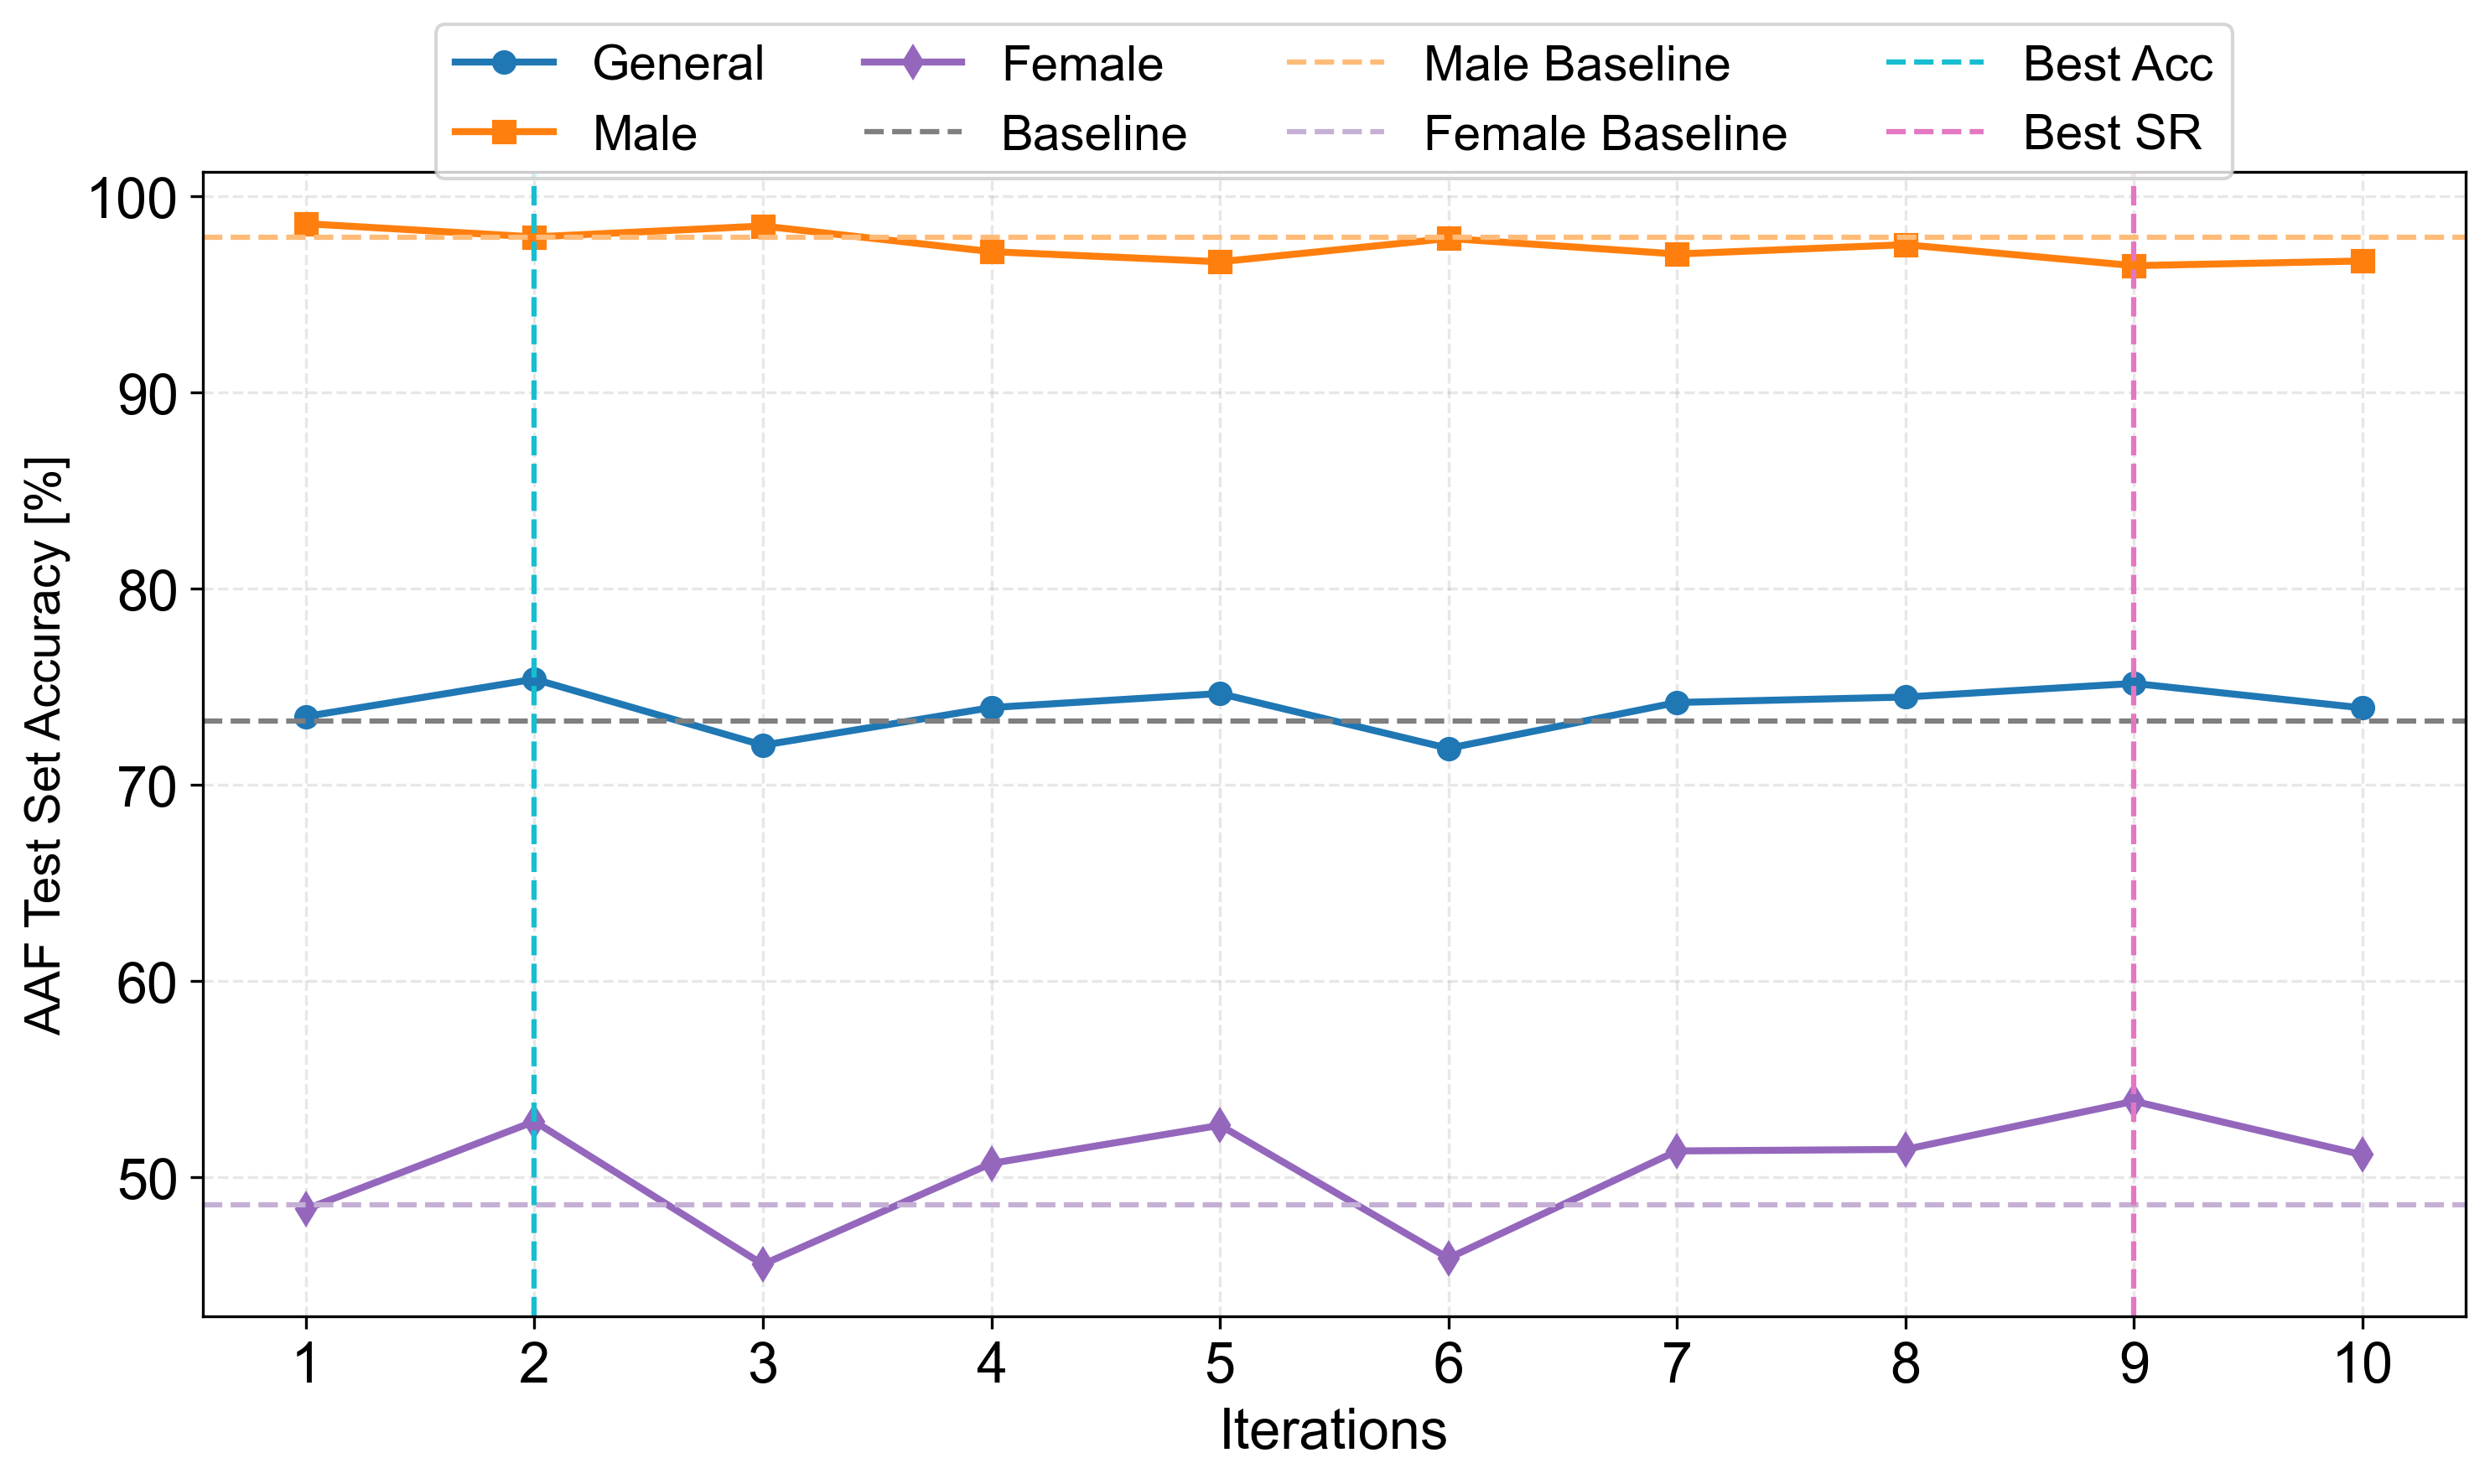 General
Male
Female
Baseline
Male Baseline
Female Baseline
Best Acc
Best SR
AAF Test Set Accuracy [%]
100
90
80
70
60
50
1 2 3 4 5 6 7 8 9 10
Iterations